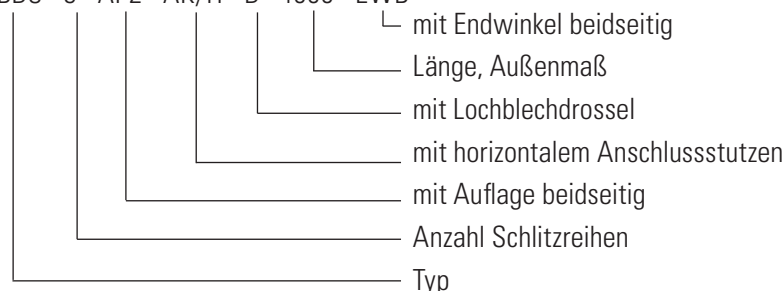 mit Endwinkel beidseitig
Länge, Außenmaß
mit Lochblechdrossel
mit horizontalem Anschlussstutzen
mit Auflage beidseitig
Anzahl Schlitzreihen
Typ